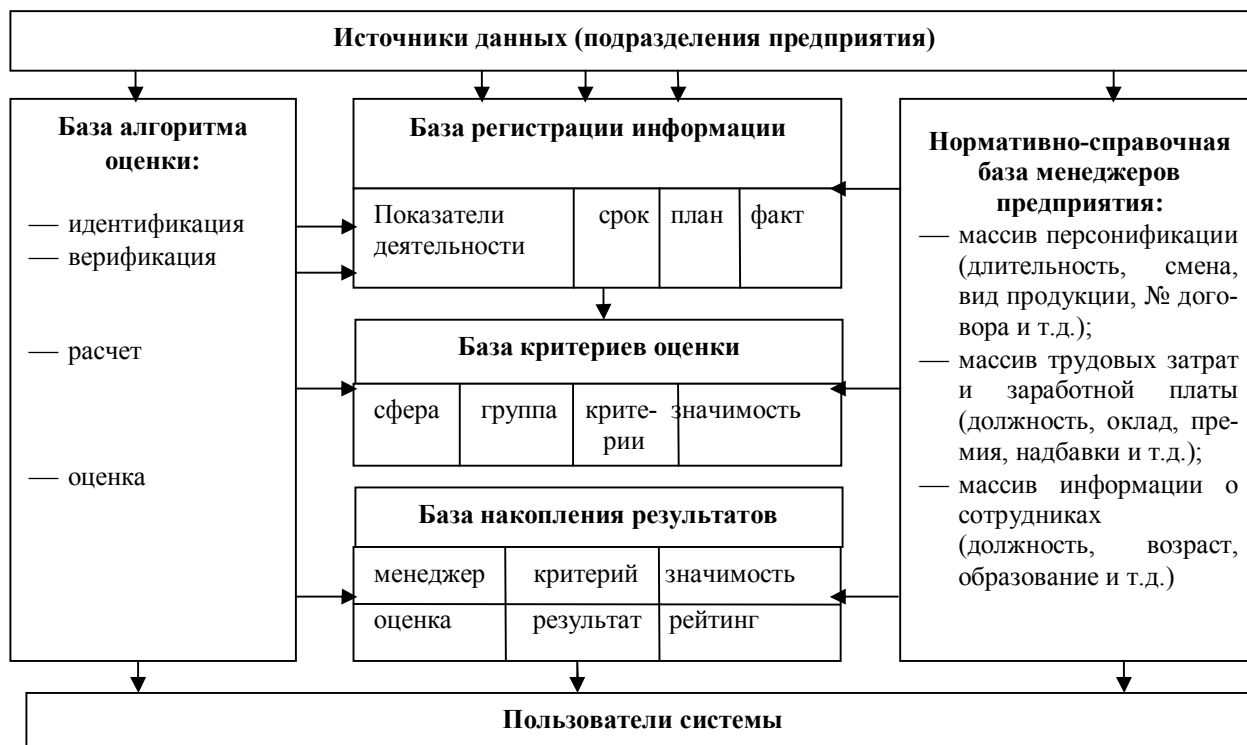 Источники данных (подразделения предприятия)
База алгоритма
оценки:
— идентификация
— верификация
— расчет
— оценка
База регистрации информации
Показатели
деятельности
срок
план
факт
База критериев оценки
сфера
группа
крите-
рии
значимость
База накопления результатов
менеджер
критерий
значимость
оценка
результат
рейтинг
Нормативно-справочная
база менеджеров
предприятия:
— массив персонификации
(длительность, смена,
вид продукции, № дого-
вора и т.д.);
— массив трудовых затрат
и заработной платы
(должность, оклад, пре-
мия, надбавки и т.д.);
— массив информации о
сотрудниках
(должность, возраст,
образование и т.д.)
Пользователи системы